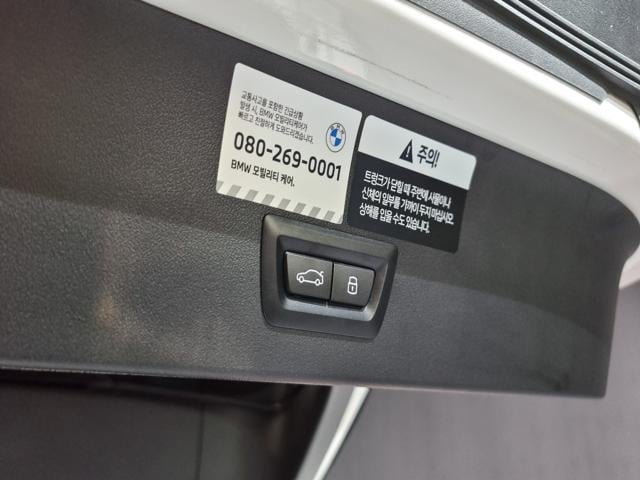 교통사고를 포함한 긴급상황
발생 시, BMW 모빌리티케어가
빠르고 친절하게 도와드리겠습니다.
080-269-0001
BMW 모빌리티 케어.
주의!
트렁크가 닫힐 때 주변에 사물이나
신체의 일부를 가까이 두지 마십시오.
상해를 입을 수도 있습니다.